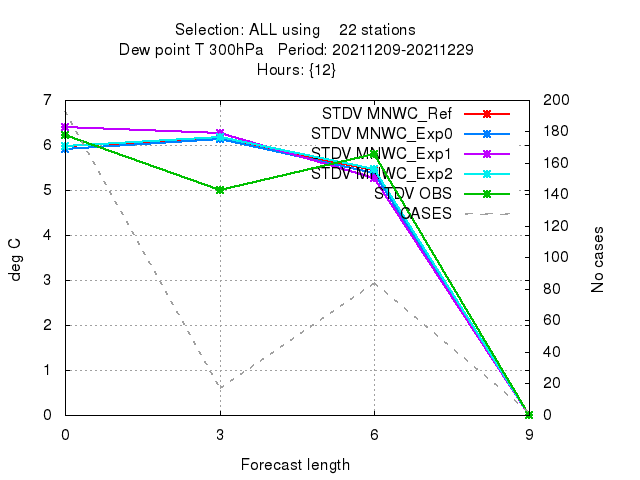 Selection: ALL using    22 stations
Dew point T 300hPa   Period: 20211209-20211229
Hours: {12}
7 200
STDV MNWC_Ref
6 180
STDV MNWC_Exp0
160
STDV MNWC_Exp1
5 140
STDV MNWC_Exp2
STDV OBS
CASES
4 120
100
3 80
2 60
1 40
20
0 0
deg C
No cases
0 3 6 9
Forecast length